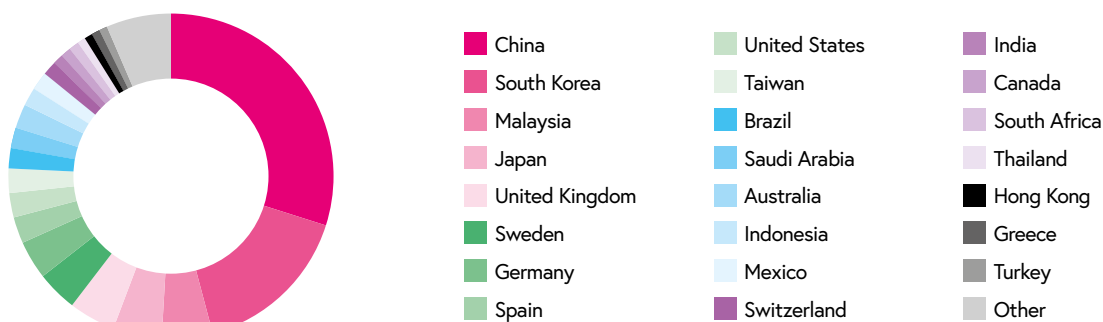 China
South Korea
Malaysia
Japan
United Kingdom
Sweden
Germany
Spain
United States
Taiwan
Brazil
Saudi Arabia
Australia
Indonesia
Mexico
Switzerland
India
Canada
South Africa
Thailand
Hong Kong
Greece
Turkey
Other